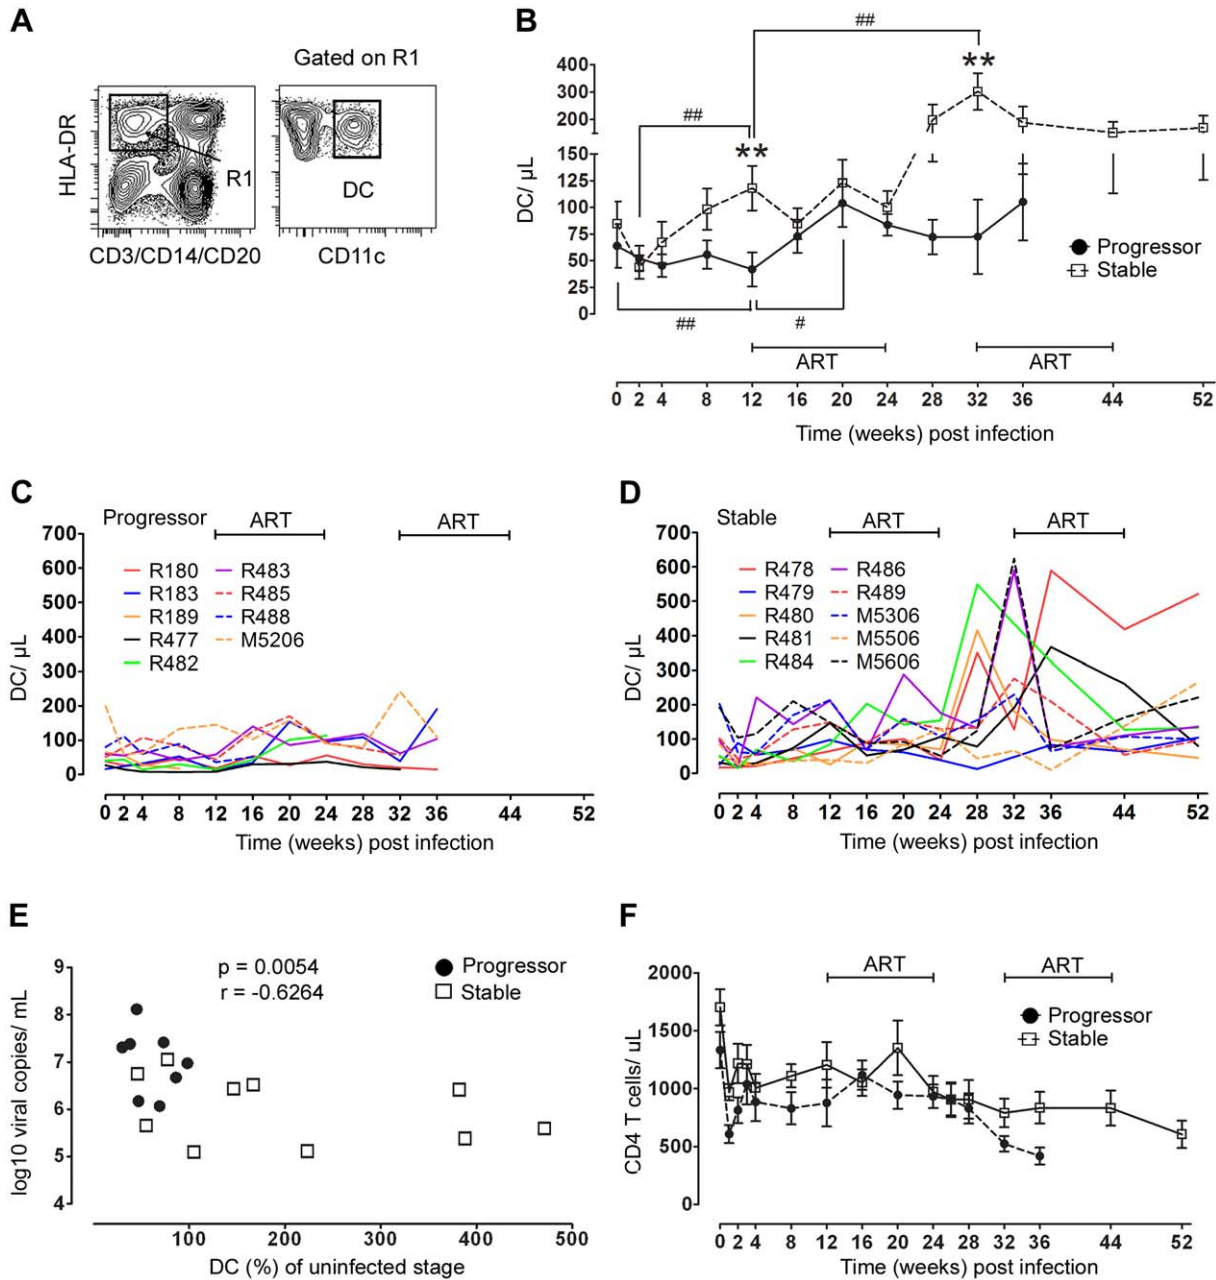 A
Gated on R1
HLA-DR
R1
DC
CD3/CD14/CD20
CD11c
B
##
**
400
300
200
##
**
150
125
100
75
50
25
0
DC/ µL
Progressor
Stable
##
#
ART
ART
0 2 4 8 12 16 20 24 28 32 36 44 52
Time (weeks) post infection
C
Progressor
ART
ART
700
600
500
400
300
200
100
0
DC/ µL
R180
R183
R189
R477
R482
R483
R485
R488
M5206
0 2 4 8 12 16 20 24 28 32 36 44 52
Time (weeks) post infection
D
Stable
ART
ART
700
600
500
400
300
200
100
0
DC/ µL
R478
R479
R480
R481
R484
R486
R489
M5306
M5506
M5606
0 2 4 8 12 16 20 24 28 32 36 44 52
Time (weeks) post infection
E
p = 0.0054
r = -0.6264
Progressor
Stable
9
8
7
6
5
4
log10 viral copies/ mL
100 200 300 400 500
DC (%) of uninfected stage
F
ART
ART
2000
1500
1000
500
0
CD4 T cells/ uL
Progressor
Stable
0 2 4 8 12 16 20 24 28 32 36 44 52
Time (weeks) post infection